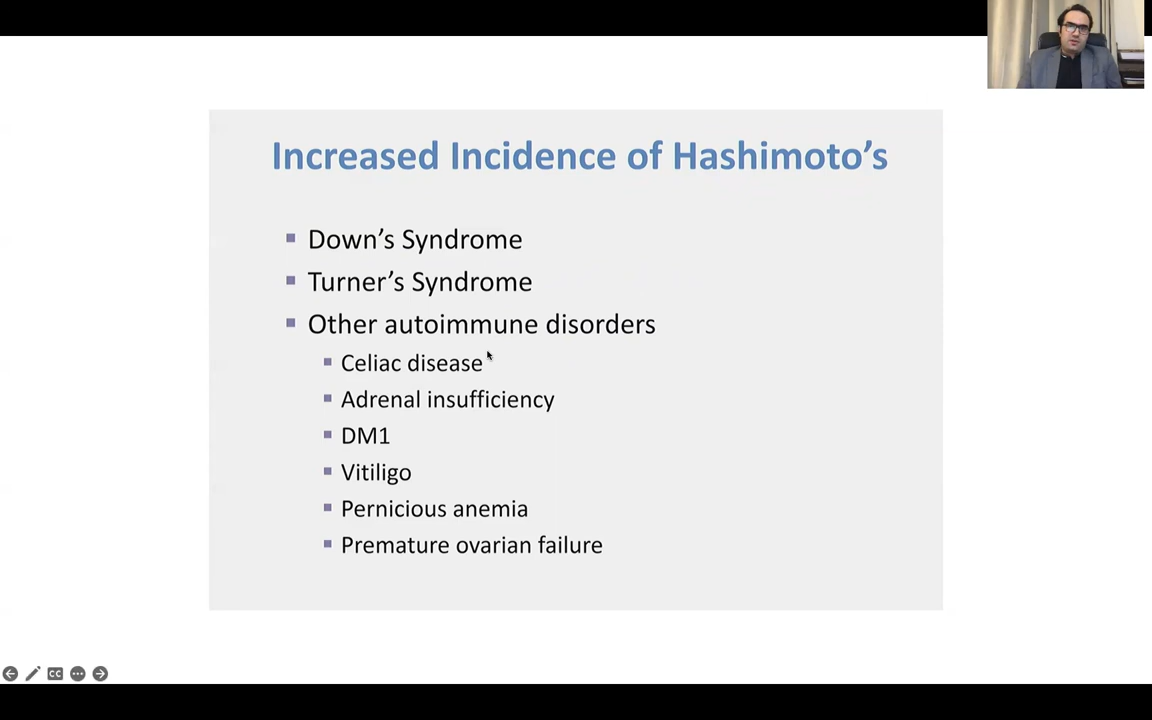 Increased Incidence of Hashimoto’s
Down’s Syndrome
Turner’s Syndrome
Other autoimmune disorders
Celiac disease
Adrenal insufficiency
DM1
Vitiligo
Pernicious anemia
Premature ovarian failure
CC